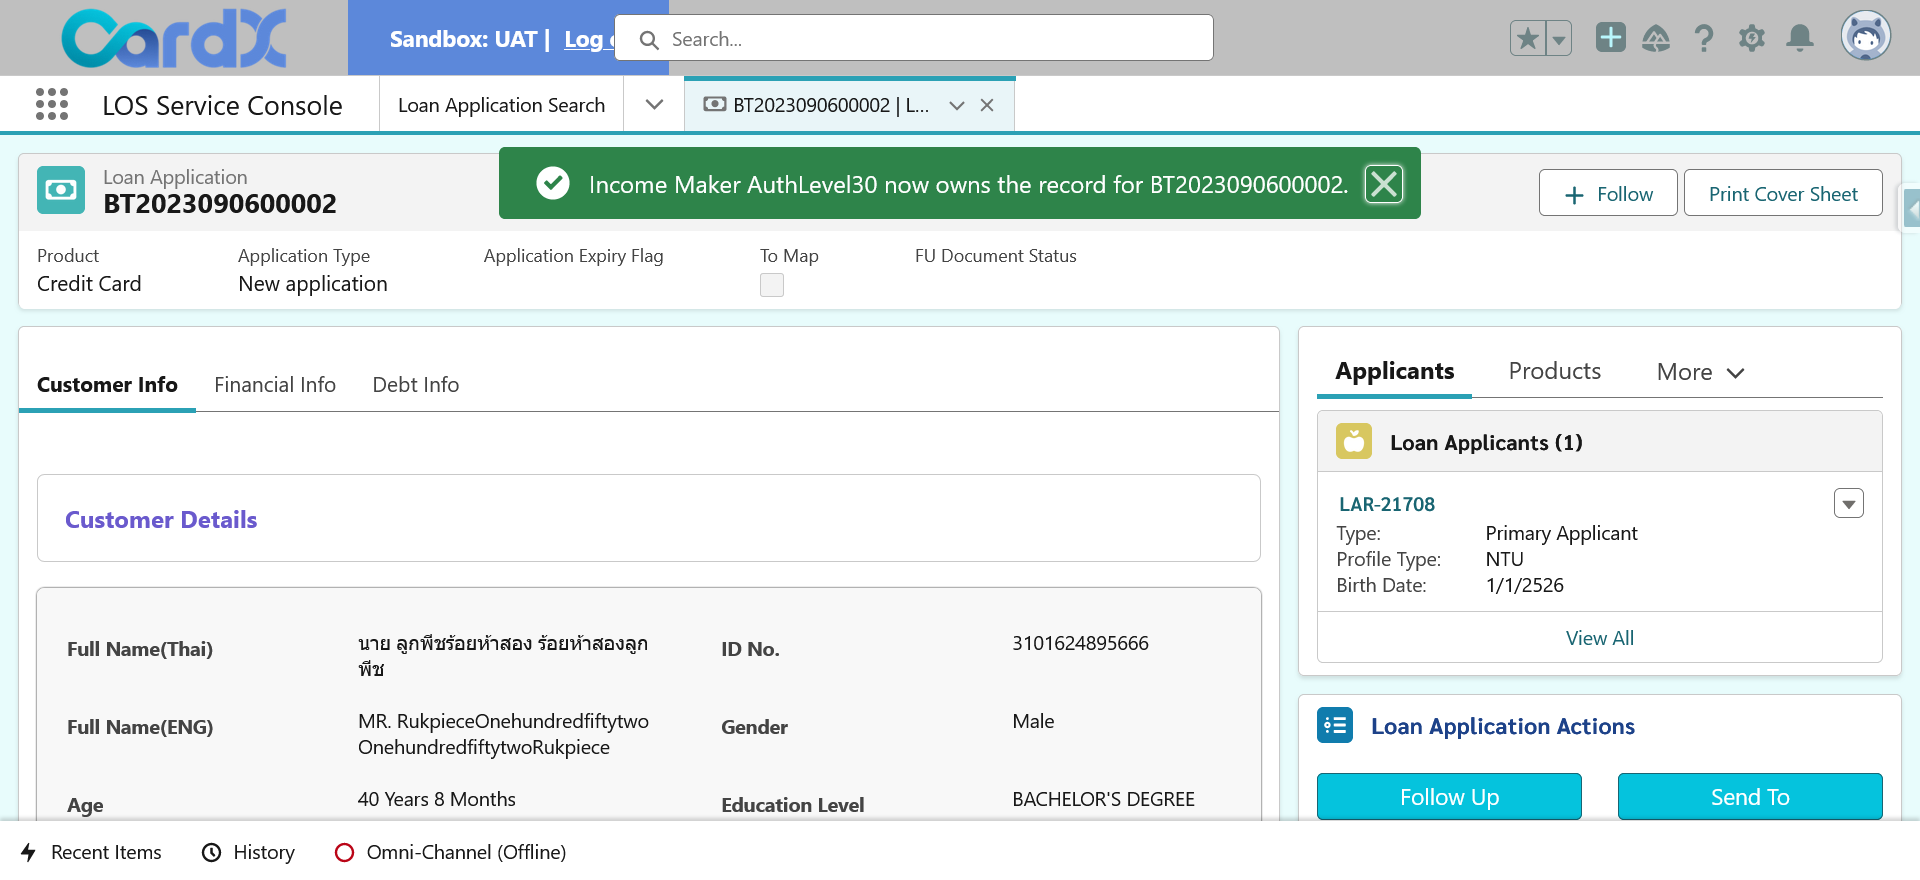 CardX
Sandbox: UAT | Log
Search...
LOS Service Console
Loan Application Search
BT2023090600002 | L...
Income Maker AuthLevel30 now owns the record for BT2023090600002.
Loan Application
BT2023090600002
Follow
Print Cover Sheet
Product
Credit Card
Application Type
New application
Application Expiry Flag
To Map
FU Document Status
Customer Info
Financial Info
Debt Info
Customer Details
Full Name(Thai)
นาย ลูกพีชร้อยห้าสอง ร้อยห้าสองลูก
พีช
ID No.
3101624895666
Full Name(ENG)
MR. RukpieceOnehundredfiftytwo
OnehundredfiftytwoRukpiece
Gender
Male
Age
40 Years 8 Months
Education Level
BACHELOR'S DEGREE
Applicants
Products
More
Loan Applicants (1)
LAR-21708
Type:
Primary Applicant
Profile Type:
NTU
Birth Date:
1/1/2526
View All
Loan Application Actions
Follow Up
Send To
Recent Items
History
Omni-Channel (Offline)